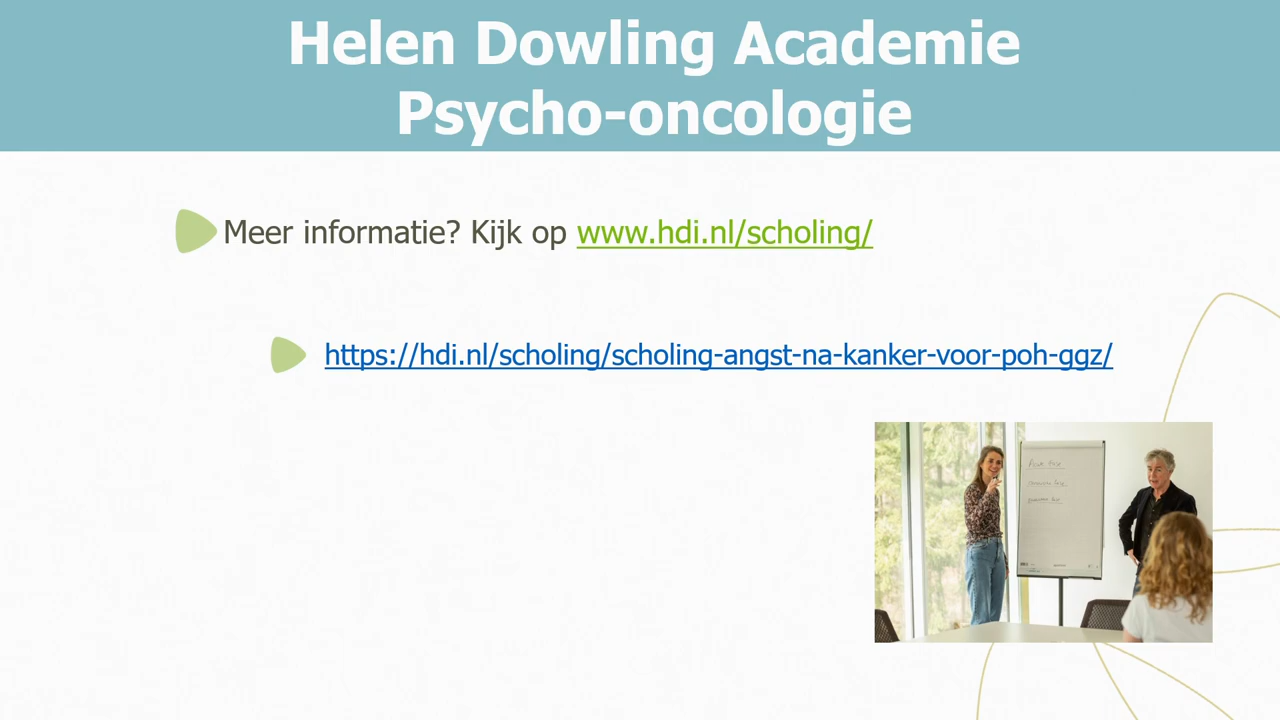 Helen Dowling Academie
Psycho-oncologie
Meer informatie? Kijk op www.hdi.nl/scholing/
https://hdi.nl/scholing/scholing-angst-na-kanker-voor-poh-ggz/